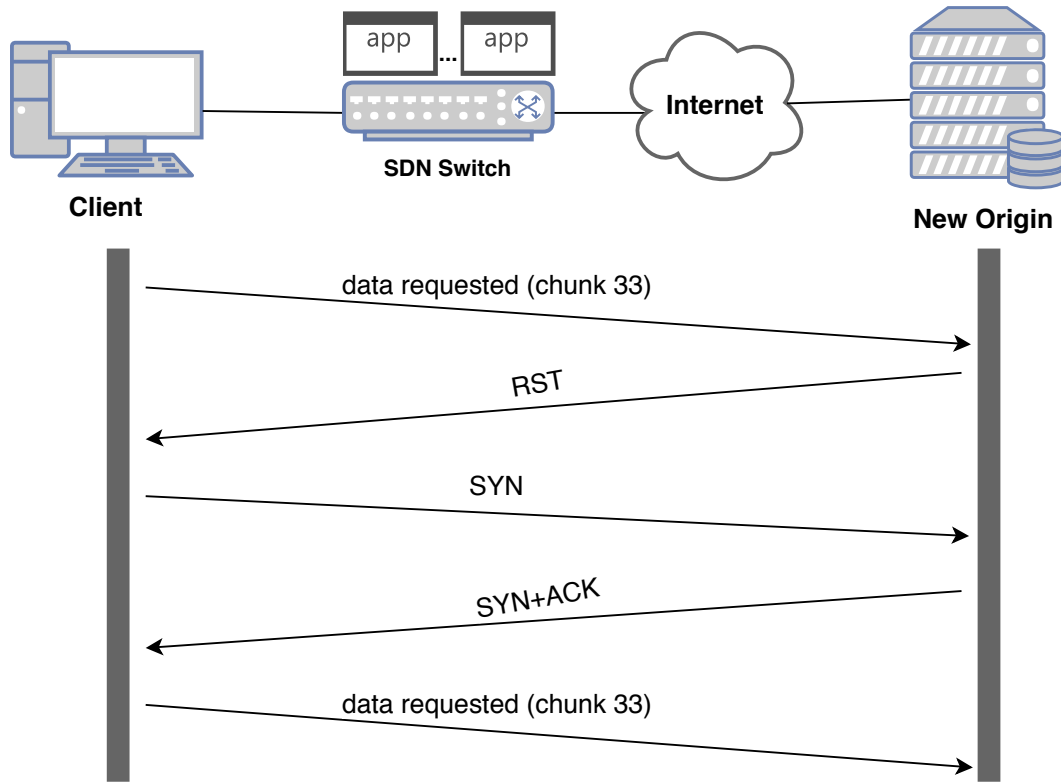 app
...
app
Internet
SDN Switch
Client
New Origin
data requested (chunk 33)
RST
SYN
SYN+ACK
data requested (chunk 33)